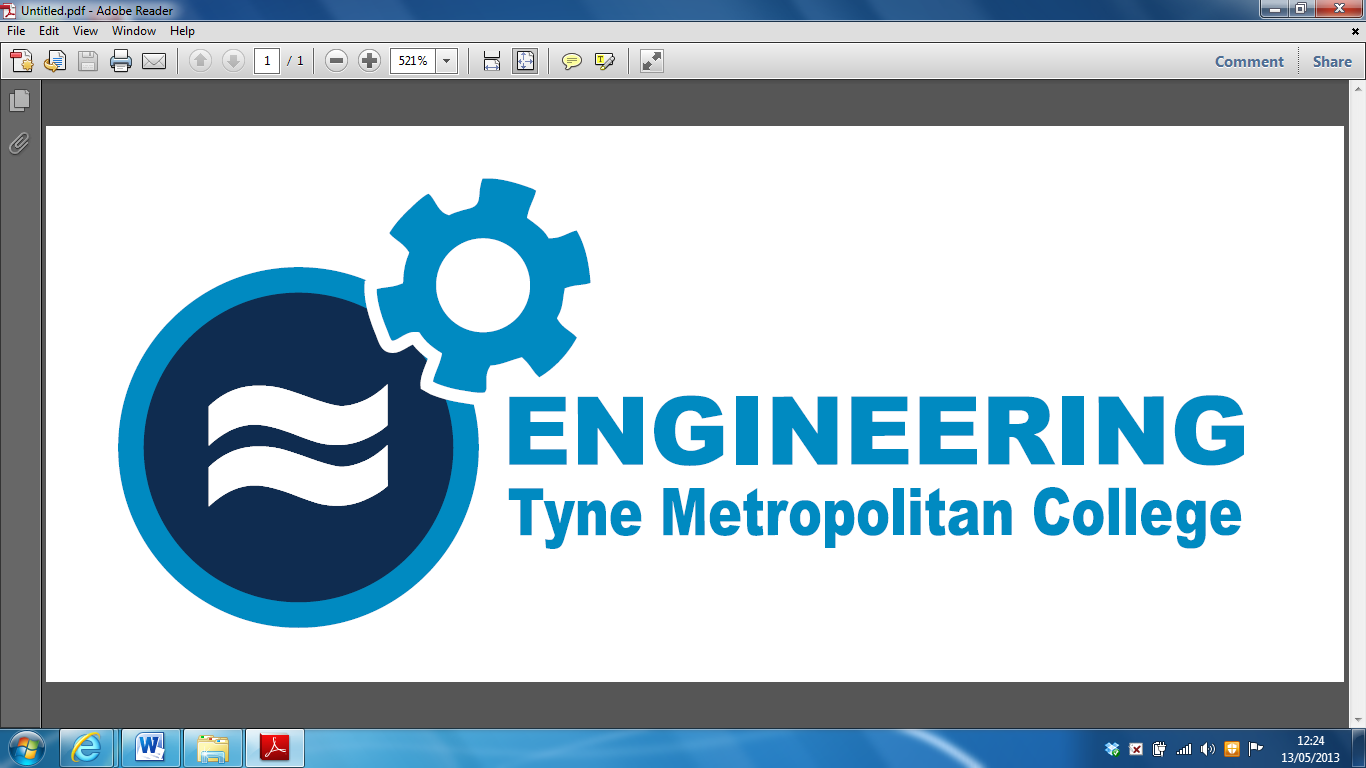 Untitled.pdf - Adobe Reader
File Edit View Window Help
1 / 1 521% Comment Share
ENGINEERING
Tyne Metropolitan College
12:24
13/05/2013